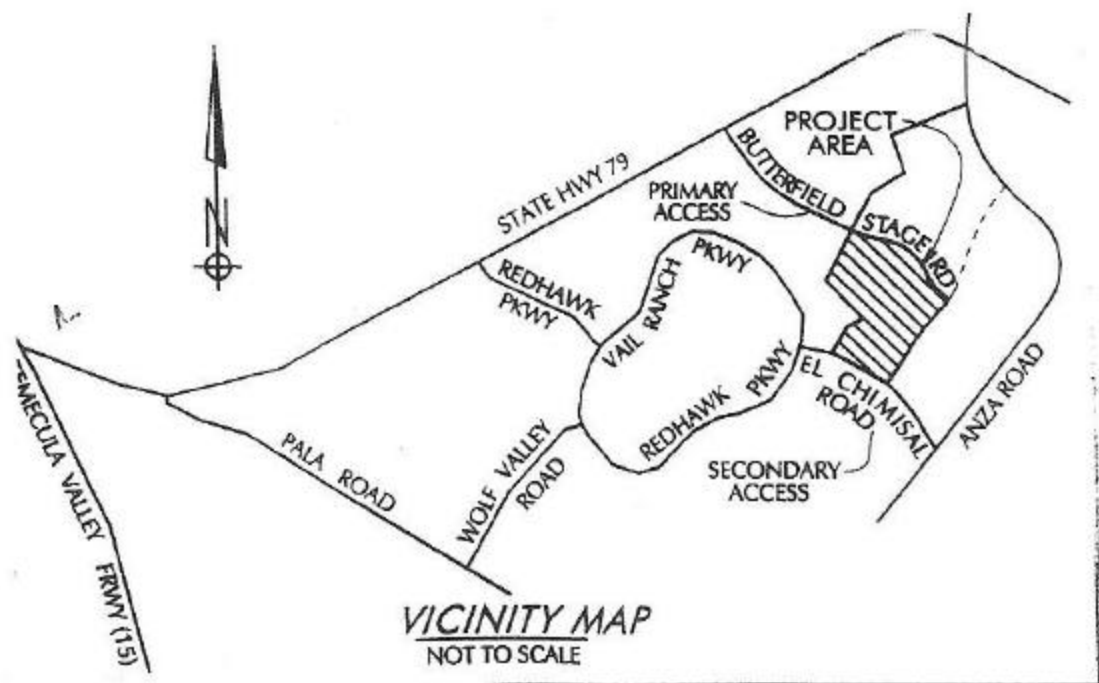 PROJECT
AREA
BUTTERFIELD
STAGE RD
PRIMARY
ACCESS
STATE HWY 79
N
REDHAWK
PKWY
VAIL RANCH
PKWY
REDHAWK
PKWY
EL CHIMISAL
ROAD
ANZA ROAD
SECONDARY
ACCESS
WOLF VALLEY
ROAD
PALA ROAD
EMECULA VALLEY FRWY (15)
VICINITY MAP
NOT TO SCALE